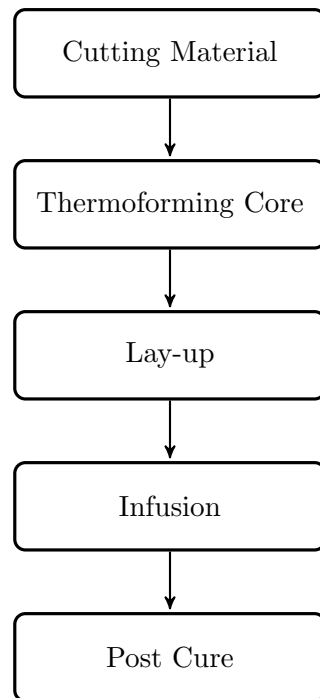 Cutting Material
Thermoforming Core
Lay-up
Infusion
Post Cure